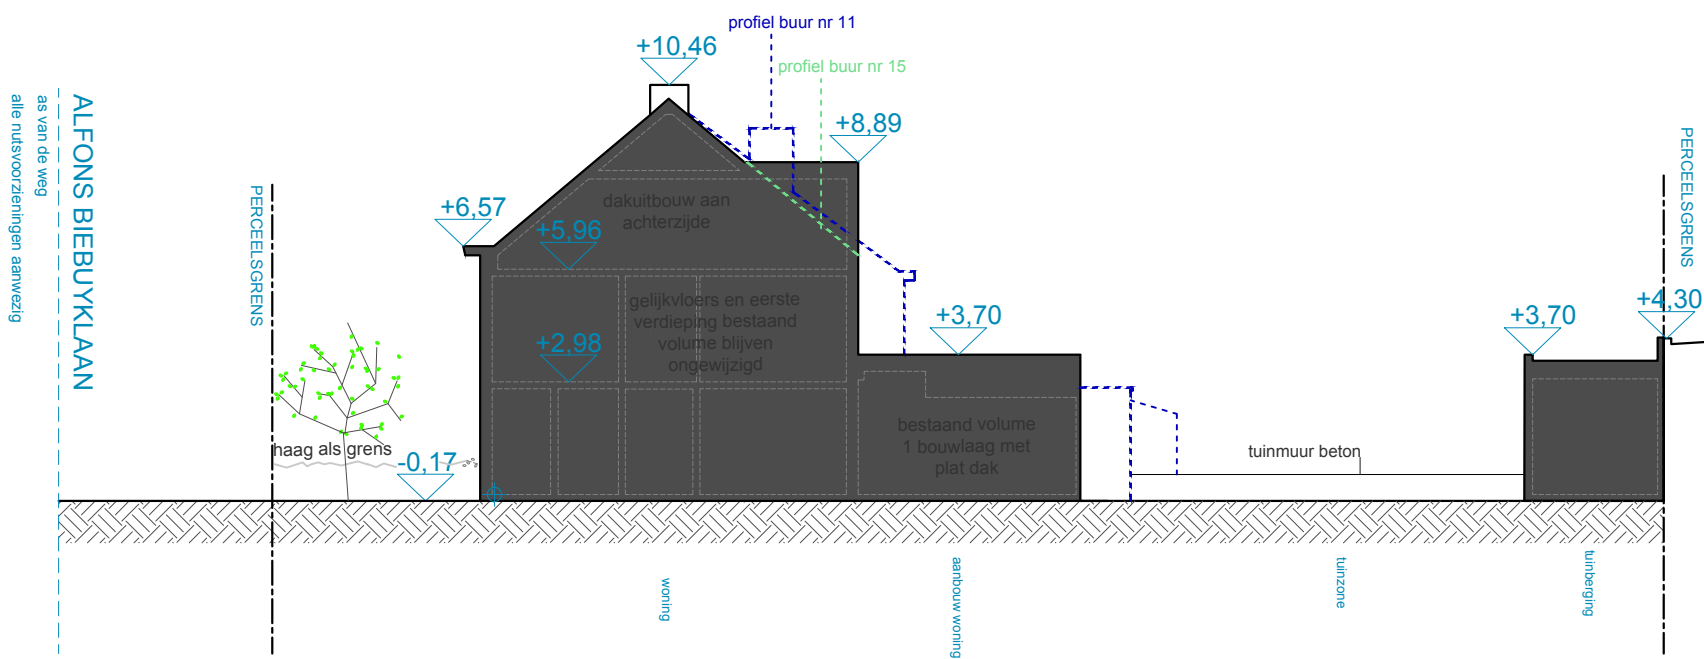 profiel buur nr 11
+10,46
profiel buur nr 15
+8,89
ALFONS BIEBUYKLAAN
as van de weg
alle nutsvoorzieningen aanwezig
PERCEELSGRENS
PERCEELSGRENS
+6,57
dakuitbouw aan
achterzijde
+5,96
gelijkvloers en eerste
verdieping bestaand
volume blijven
ongewijzigd
+2,98
+3,70
+3,70
+4,30
haag als grens
-0,17
bestaand volume
1 bouwlaag met
plat dak
tuinmuur beton
woning
aanbouw woning
tuinzone
tuinberging